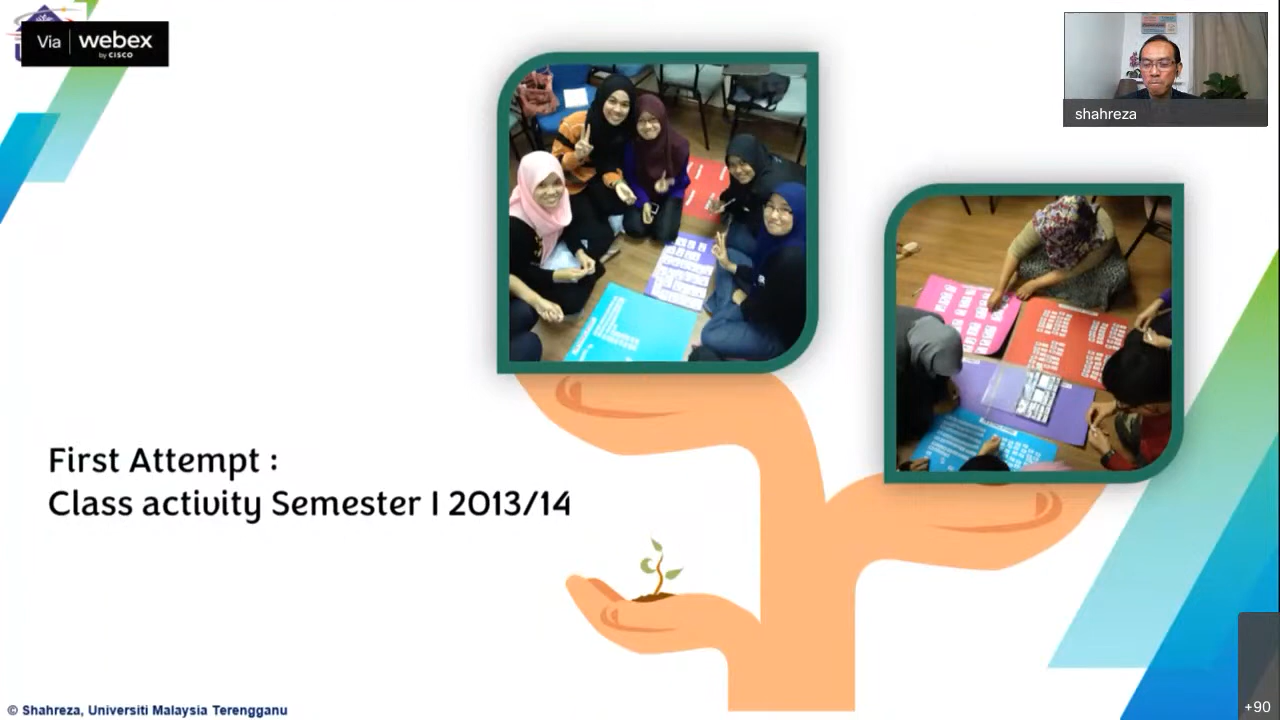 Via webex
by CISCO
shahreza
First Attempt :
Class activity Semester I 2013/14
+90
© Shahreza, Universiti Malaysia Terengganu